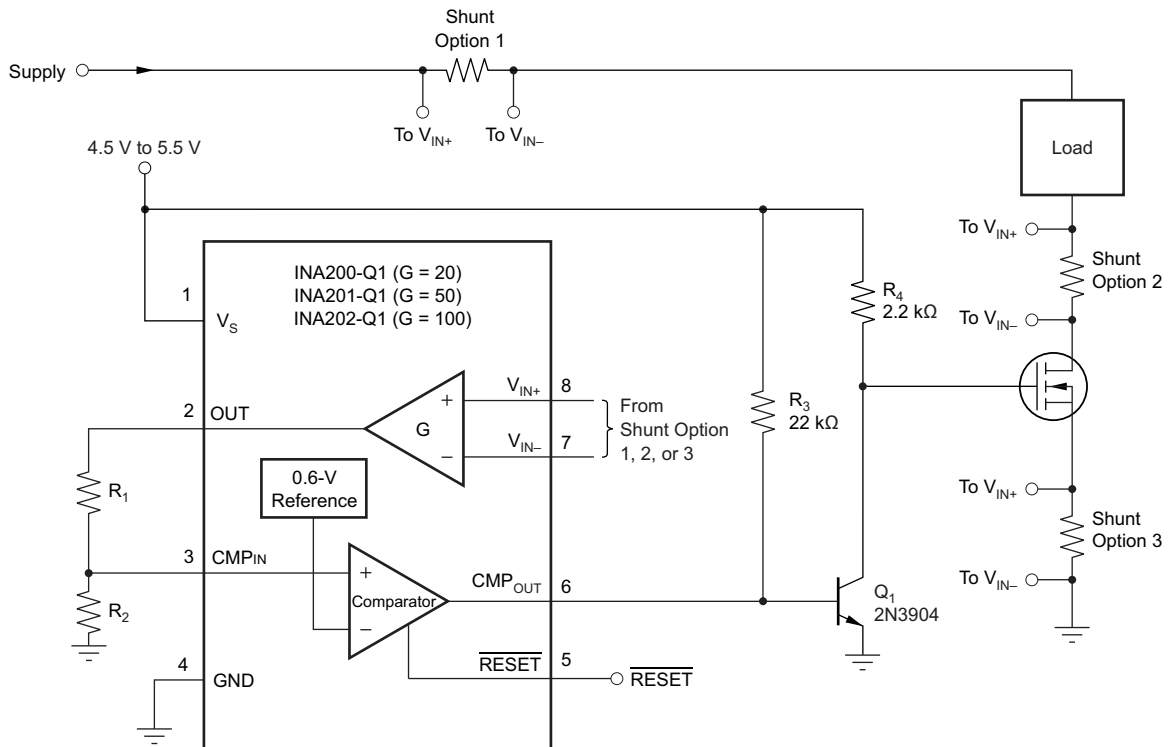 Shunt
Option 1
Supply
To V_IN+
To V_IN–
4.5 V to 5.5 V
Load
To V_IN+
Shunt
Option 2
To V_IN–
INA200-Q1 (G = 20)
INA201-Q1 (G = 50)
INA202-Q1 (G = 100)
1
V_S
R_4
2.2 kΩ
R_3
22 kΩ
2
OUT
G
+
–
V_IN+
8
V_IN–
7
From
Shunt Option
1, 2, or 3
R_1
0.6-V
Reference
3
CMPIN
+
Comparator
–
CMP_OUT
6
R_2
Q_1
2N3904
To V_IN+
Shunt
Option 3
To V_IN–
4
GND
RESET
5
RESET